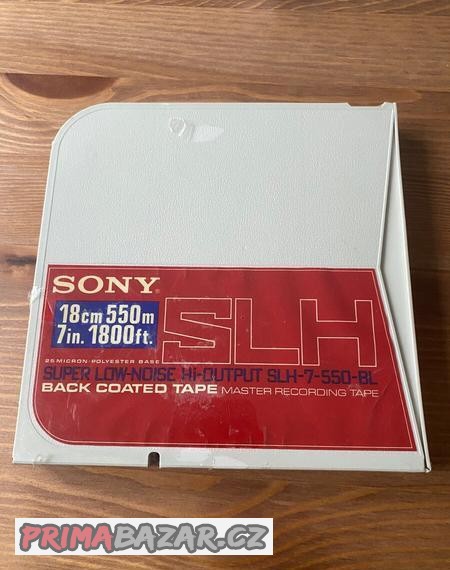 SONY®
18cm 550m
7in. 1800ft.
SLH
25 MICRON-POLYESTER BASE
SUPER LOW-NOISE HI-OUTPUT SLH-7-550-BL
BACK COATED TAPE MASTER RECORDING TAPE
PRIMABAZAR.CZ